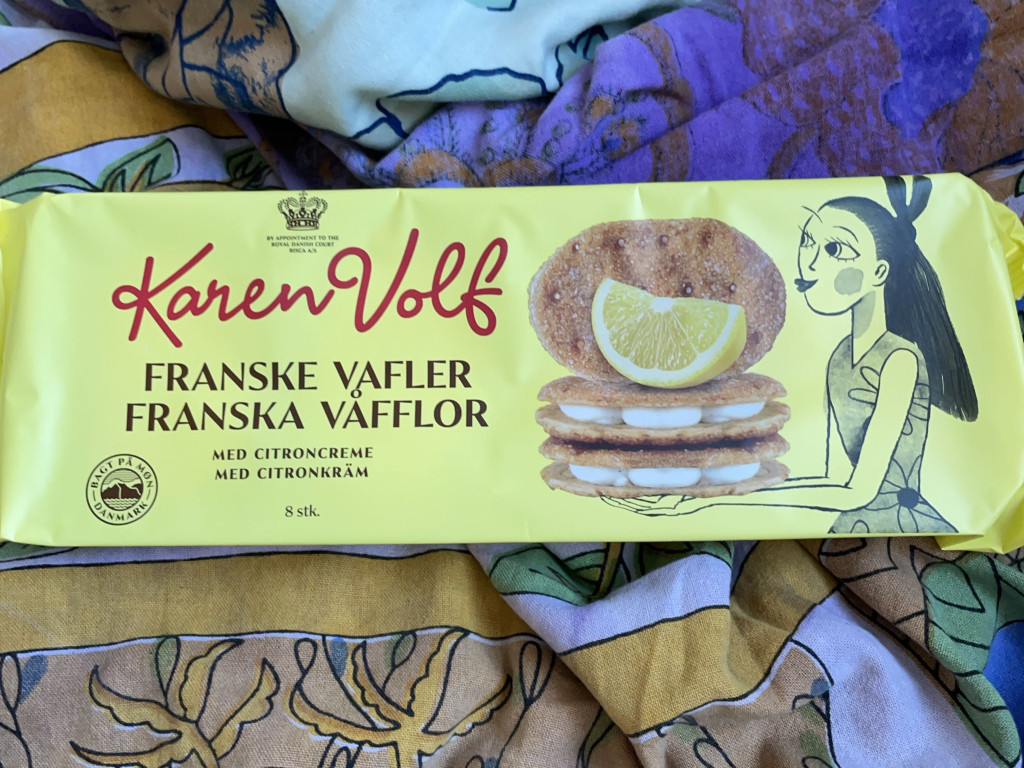 BY APPOINTMENT TO THE
ROYAL DANISH COURT
BISCA A/S
Karen Volf
FRANSKE VAFLER
FRANSKA VÅFFLOR
MED CITRONCREME
MED CITRONKRÄM
BAGT PÅ MØN
DANMARK
8 stk.